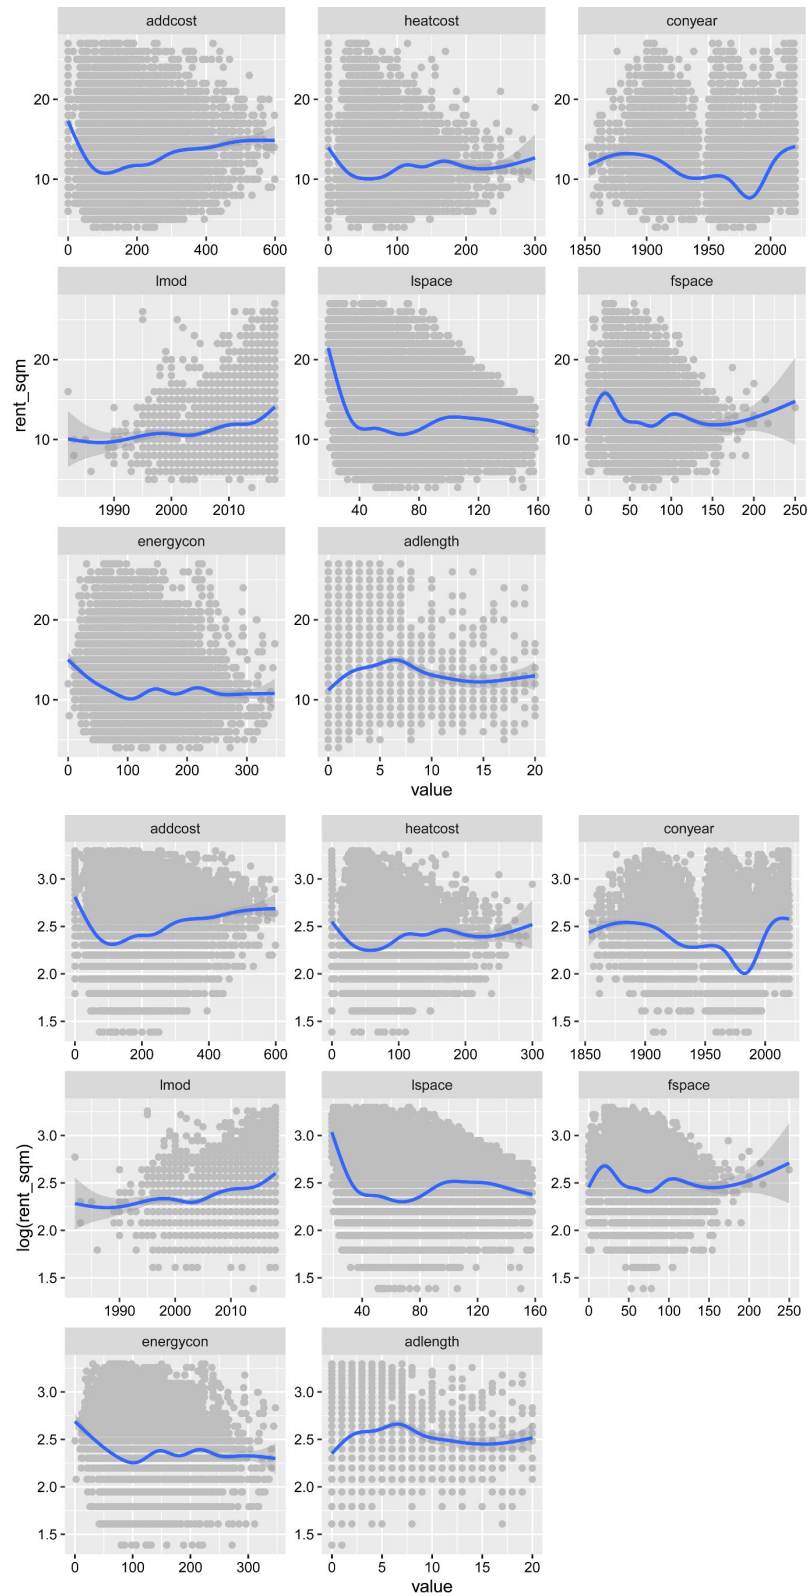 addcost heatcost conyear
20
10
0 200 400 600 0 100 200 300 1850 1900 1950 2000
lmod lspace fspace
20
10
1990 2000 2010 40 80 120 160 0 50 100 150 200 250
rent_sqm
energycon adlength
20
10
0 100 200 300 0 5 10 15 20
value
addcost heatcost conyear
3.0
2.5
2.0
1.5
0 200 400 600 0 100 200 300 1850 1900 1950 2000
lmod lspace fspace
3.0
2.5
2.0
1.5
1990 2000 2010 40 80 120 160 0 50 100 150 200 250
log(rent_sqm)
energycon adlength
3.0
2.5
2.0
1.5
0 100 200 300 0 5 10 15 20
value